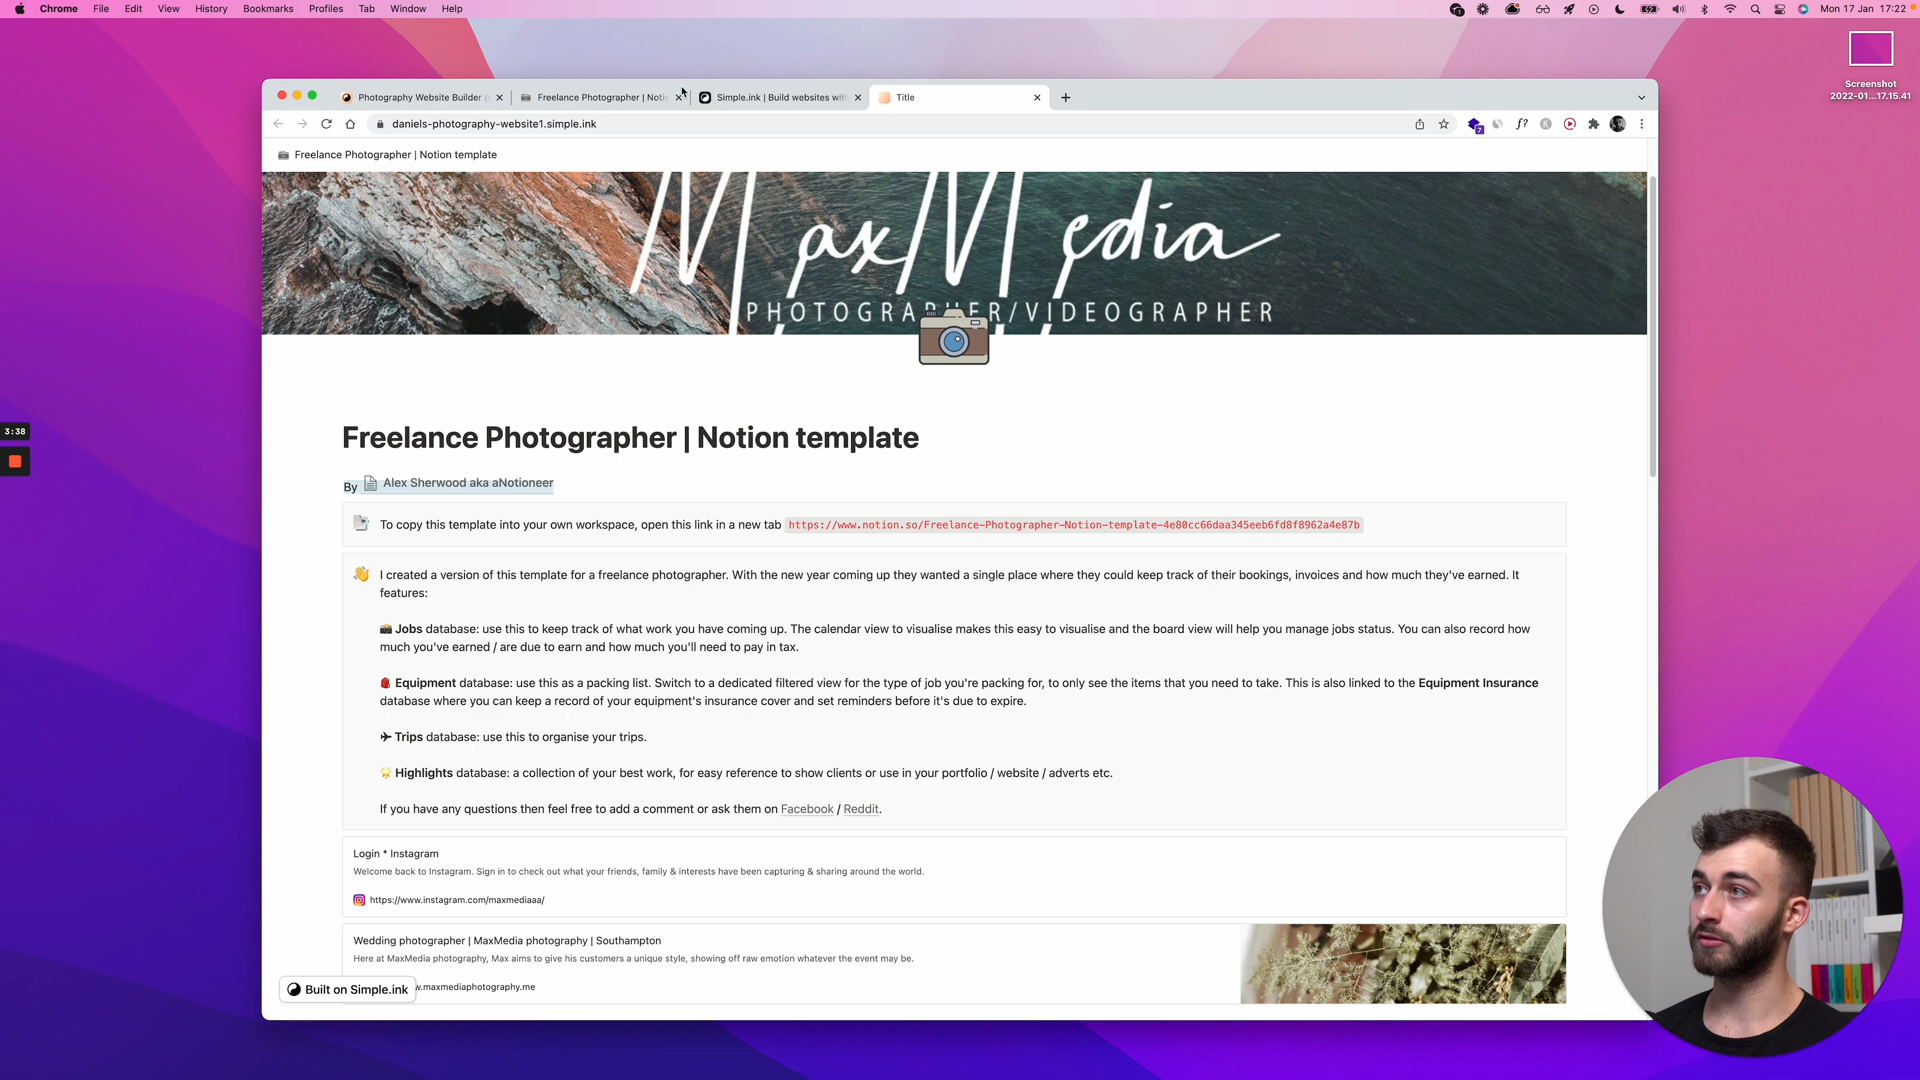 Chrome File Edit View History Bookmarks Profiles Tab Window Help
Mon 17 Jan 17:22
Screenshot
2022-01...17.15.41
Photography Website Builder
Freelance Photographer | Notio
Simple.ink | Build websites with
Title
daniels-photography-website1.simple.ink
7
Freelance Photographer | Notion template
MaxMedia
PHOTOGRAPHER/VIDEOGRAPHER
3:38
Freelance Photographer | Notion template
By Alex Sherwood aka aNotioneer
To copy this template into your own workspace, open this link in a new tab https://www.notion.so/Freelance-Photographer-Notion-template-4e80cc66daa345eeb6fd8f8962a4e87b
I created a version of this template for a freelance photographer. With the new year coming up they wanted a single place where they could keep track of their bookings, invoices and how much they've earned. It
features:
Jobs database: use this to keep track of what work you have coming up. The calendar view to visualise makes this easy to visualise and the board view will help you manage jobs status. You can also record how
much you've earned / are due to earn and how much you'll need to pay in tax.
Equipment database: use this as a packing list. Switch to a dedicated filtered view for the type of job you're packing for, to only see the items that you need to take. This is also linked to the Equipment Insurance
database where you can keep a record of your equipment's insurance cover and set reminders before it's due to expire.
Trips database: use this to organise your trips.
Highlights database: a collection of your best work, for easy reference to show clients or use in your portfolio / website / adverts etc.
If you have any questions then feel free to add a comment or ask them on Facebook / Reddit.
Login * Instagram
Welcome back to Instagram. Sign in to check out what your friends, family & interests have been capturing & sharing around the world.
https://www.instagram.com/maxmediaaa/
Wedding photographer | MaxMedia photography | Southampton
Here at MaxMedia photography, Max aims to give his customers a unique style, showing off raw emotion whatever the event may be.
w.maxmediaphotography.me
Built on Simple.ink